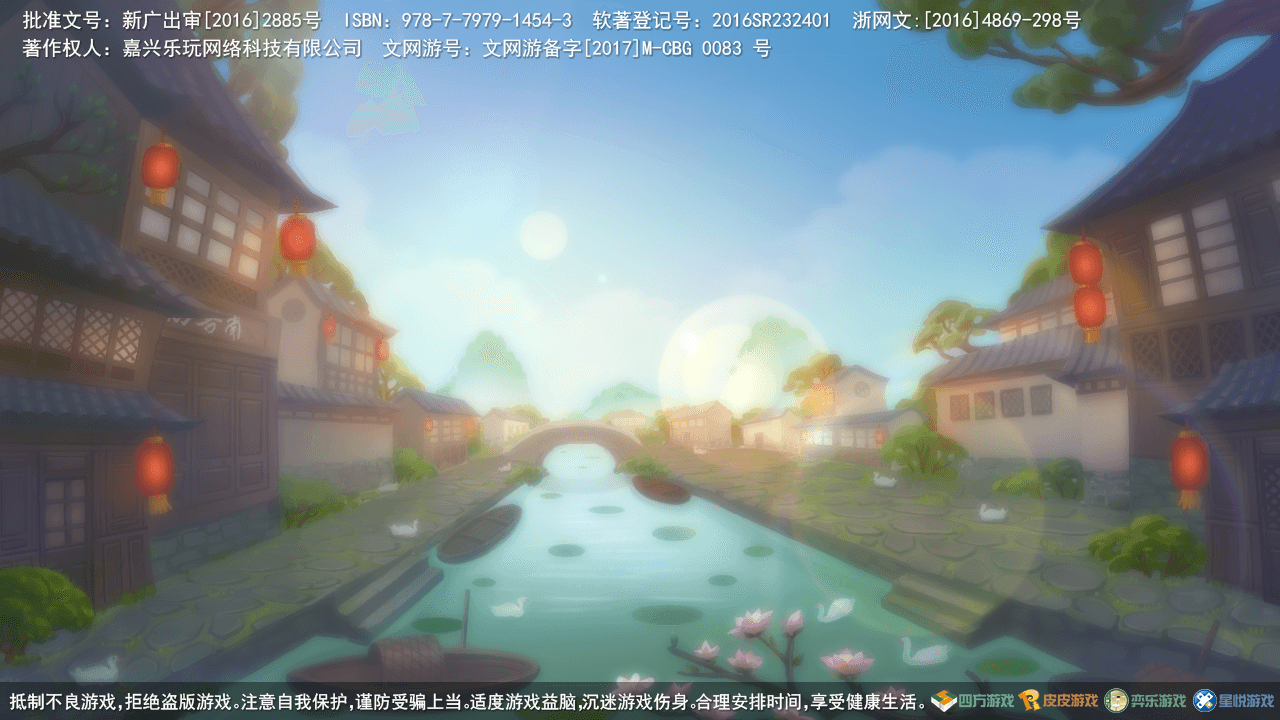 批准文号：新广出审[2016]2885号 ISBN：978-7-7979-1454-3 软著登记号：2016SR232401 浙网文:[2016]4869-298号
著作权人：嘉兴乐玩网络科技有限公司 文网游号：文网游备字[2017]M-CBG 0083 号
抵制不良游戏,拒绝盗版游戏。注意自我保护,谨防受骗上当。适度游戏益脑,沉迷游戏伤身。合理安排时间,享受健康生活。 四方游戏 皮皮游戏 弈乐游戏 星悦游戏